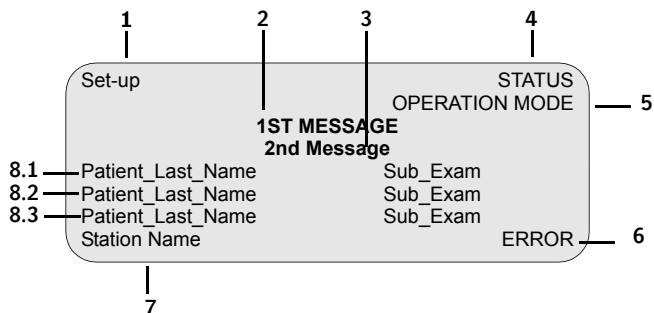 1 2 3 4
Set-up STATUS
OPERATION MODE 5
1ST MESSAGE
2nd Message
8.1 Patient_Last_Name Sub_Exam
8.2 Patient_Last_Name Sub_Exam
8.3 Patient_Last_Name Sub_Exam
Station Name ERROR 6
7